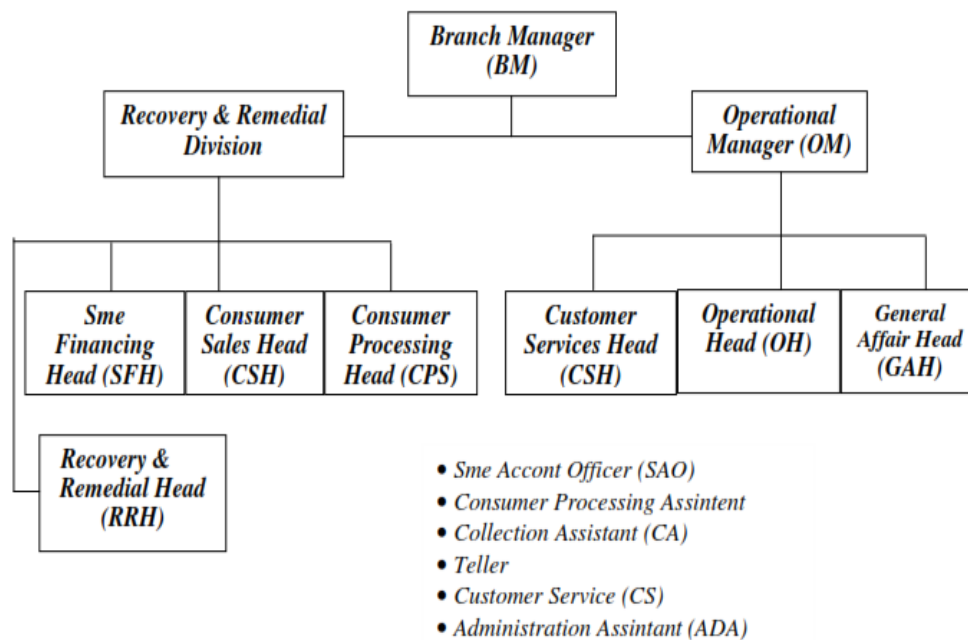 Branch Manager
(BM)
Recovery & Remedial
Division
Operational
Manager (OM)
Sme
Financing
Head (SFH)
Consumer
Sales Head
(CSH)
Consumer
Processing
Head (CPS)
Customer
Services Head
(CSH)
Operational
Head (OH)
General
Affair Head
(GAH)
Recovery &
Remedial Head
(RRH)
• Sme Accont Officer (SAO)
• Consumer Processing Assintent
• Collection Assistant (CA)
• Teller
• Customer Service (CS)
• Administration Assintant (ADA)